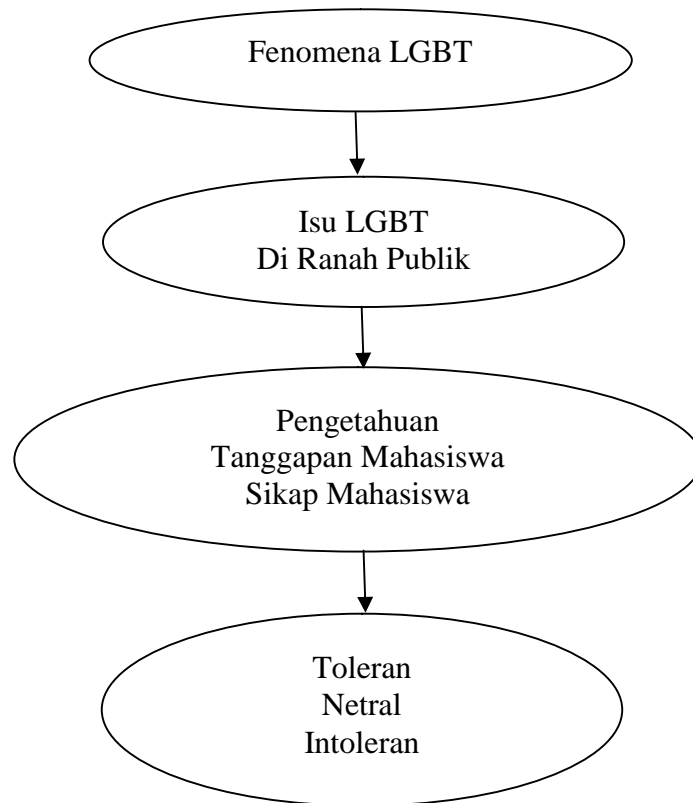 Fenomena LGBT
Isu LGBT
Di Ranah Publik
Pengetahuan
Tanggapan Mahasiswa
Sikap Mahasiswa
Toleran
Netral
Intoleran